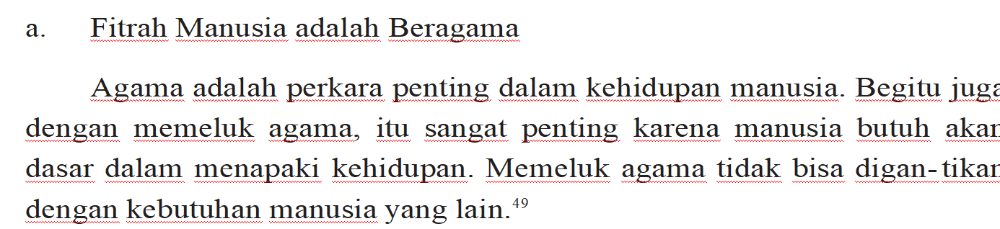 a. Fitrah Manusia adalah Beragama
Agama adalah perkara penting dalam kehidupan manusia. Begitu juga
dengan memeluk agama, itu sangat penting karena manusia butuh akan
dasar dalam menapaki kehidupan. Memeluk agama tidak bisa digan-tikan
dengan kebutuhan manusia yang lain.⁴⁹